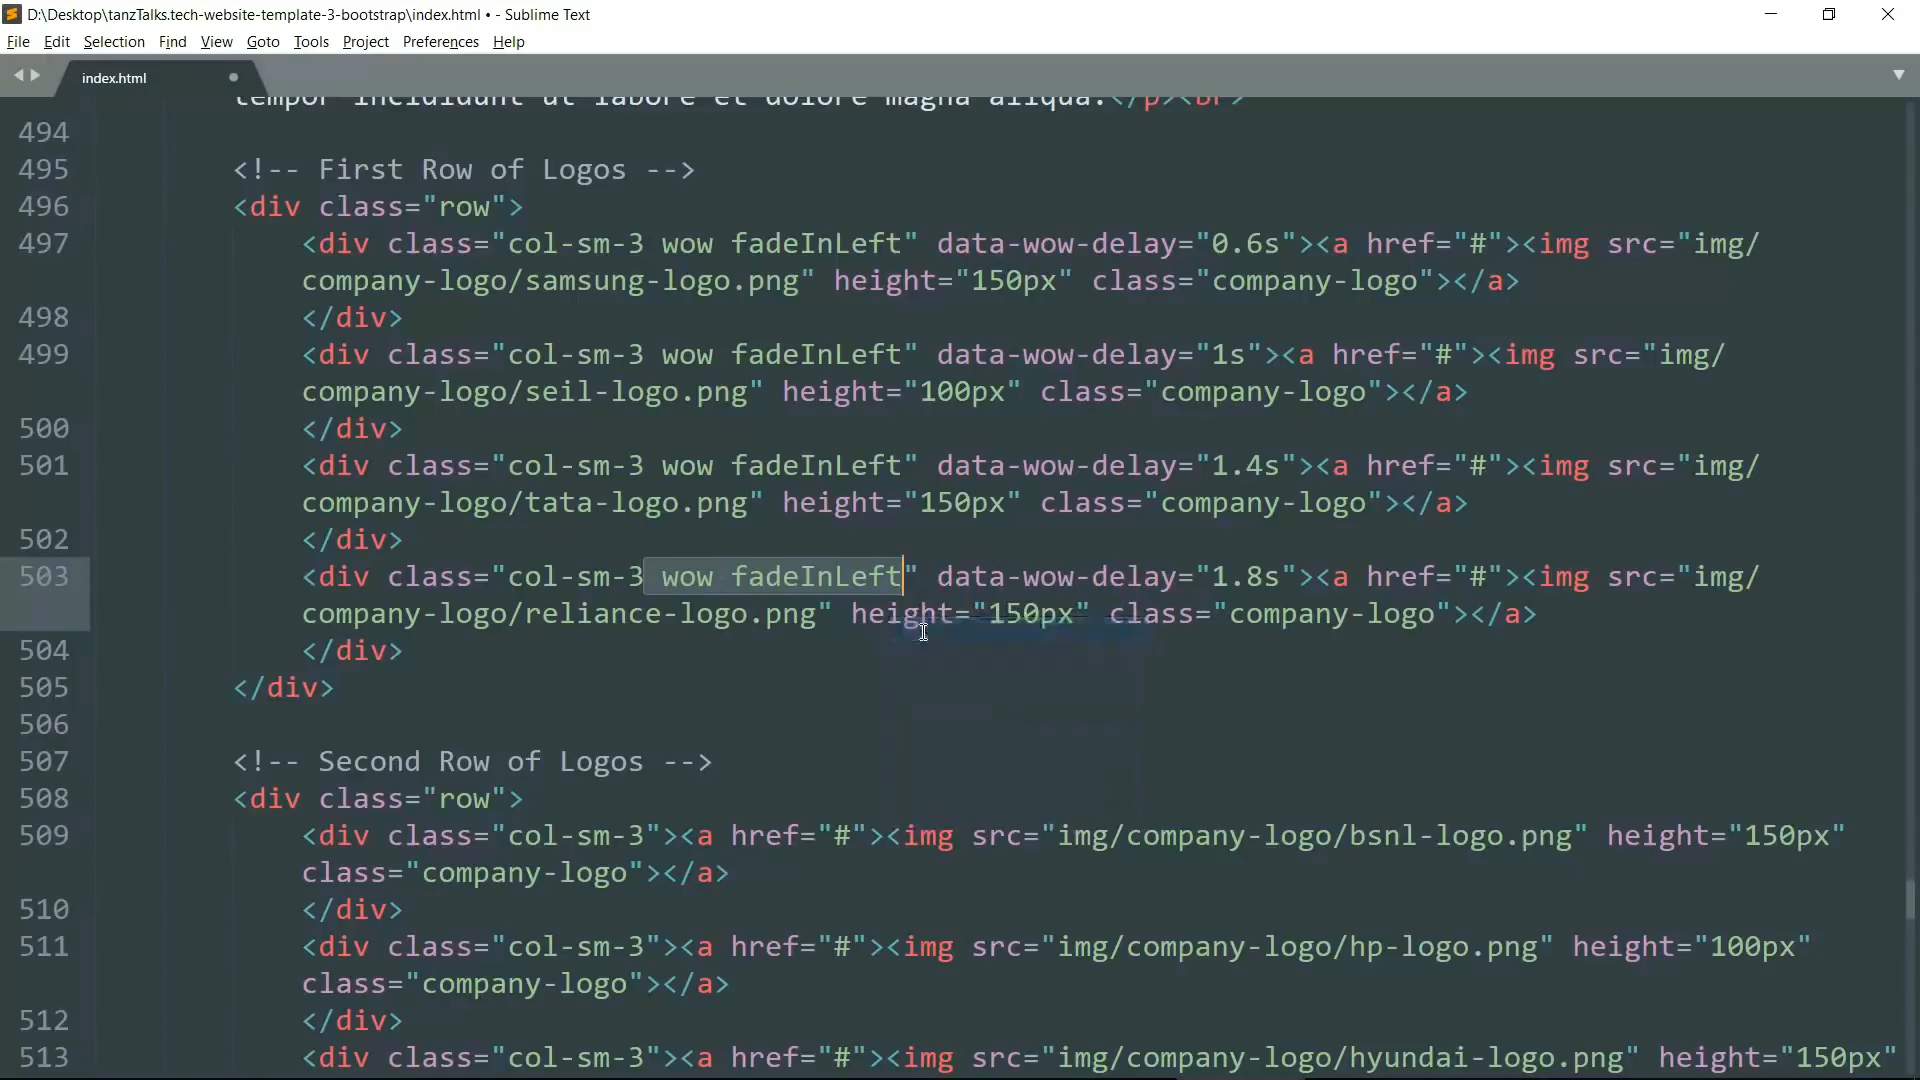 D:\Desktop\tanzTalks.tech-website-template-3-bootstrap\index.html • - Sublime Text
File Edit Selection Find View Goto Tools Project Preferences Help
index.html
tempor incididunt ut labore et dolore magna aliqua.</p><br>
494
495 <!-- First Row of Logos -->
496 <div class="row">
497 <div class="col-sm-3 wow fadeInLeft" data-wow-delay="0.6s"><a href="#"><img src="img/
company-logo/samsung-logo.png" height="150px" class="company-logo"></a>
498 </div>
499 <div class="col-sm-3 wow fadeInLeft" data-wow-delay="1s"><a href="#"><img src="img/
company-logo/seil-logo.png" height="100px" class="company-logo"></a>
500 </div>
501 <div class="col-sm-3 wow fadeInLeft" data-wow-delay="1.4s"><a href="#"><img src="img/
company-logo/tata-logo.png" height="150px" class="company-logo"></a>
502 </div>
503 <div class="col-sm-3 wow fadeInLeft" data-wow-delay="1.8s"><a href="#"><img src="img/
company-logo/reliance-logo.png" height="150px" class="company-logo"></a>
504 </div>
505 </div>
506
507 <!-- Second Row of Logos -->
508 <div class="row">
509 <div class="col-sm-3"><a href="#"><img src="img/company-logo/bsnl-logo.png" height="150px"
class="company-logo"></a>
510 </div>
511 <div class="col-sm-3"><a href="#"><img src="img/company-logo/hp-logo.png" height="100px"
class="company-logo"></a>
512 </div>
513 <div class="col-sm-3"><a href="#"><img src="img/company-logo/hyundai-logo.png" height="150px"